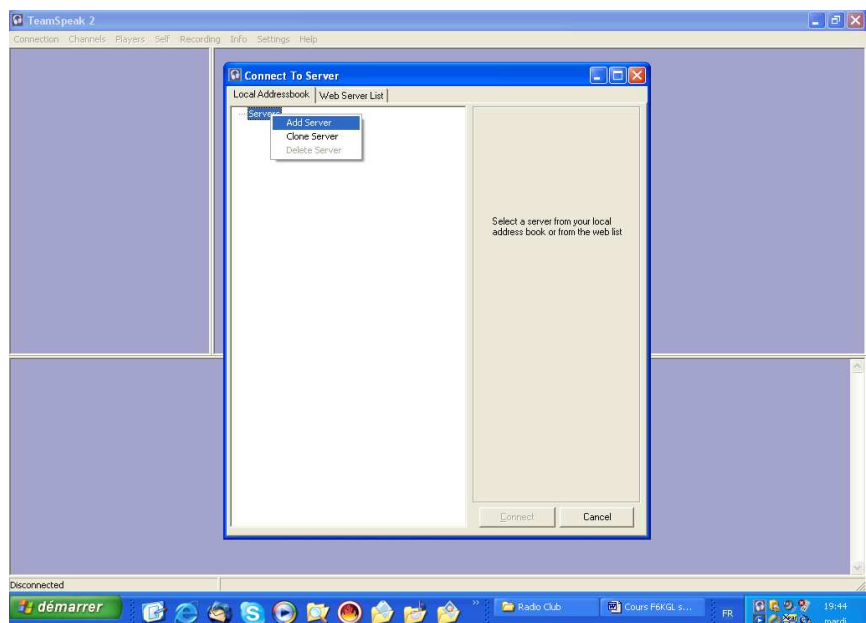 TeamSpeak 2
Connection Channels Players Self Recording Info Settings Help
Connect To Server
Local Addressbook Web Server List
Servers
Add Server
Clone Server
Delete Server
Select a server from your local
address book or from the web list
Connect Cancel
Disconnected
démarrer
Radio Club
Cours F6KGL s...
FR
19:44
mardi